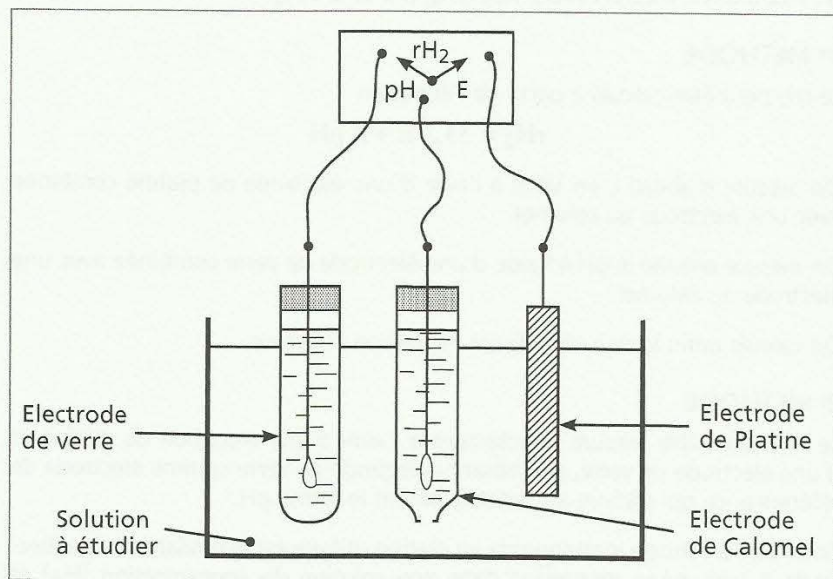 rH₂
pH E
Electrode
de verre
Solution
à étudier
Electrode
de Platine
Electrode
de Calomel